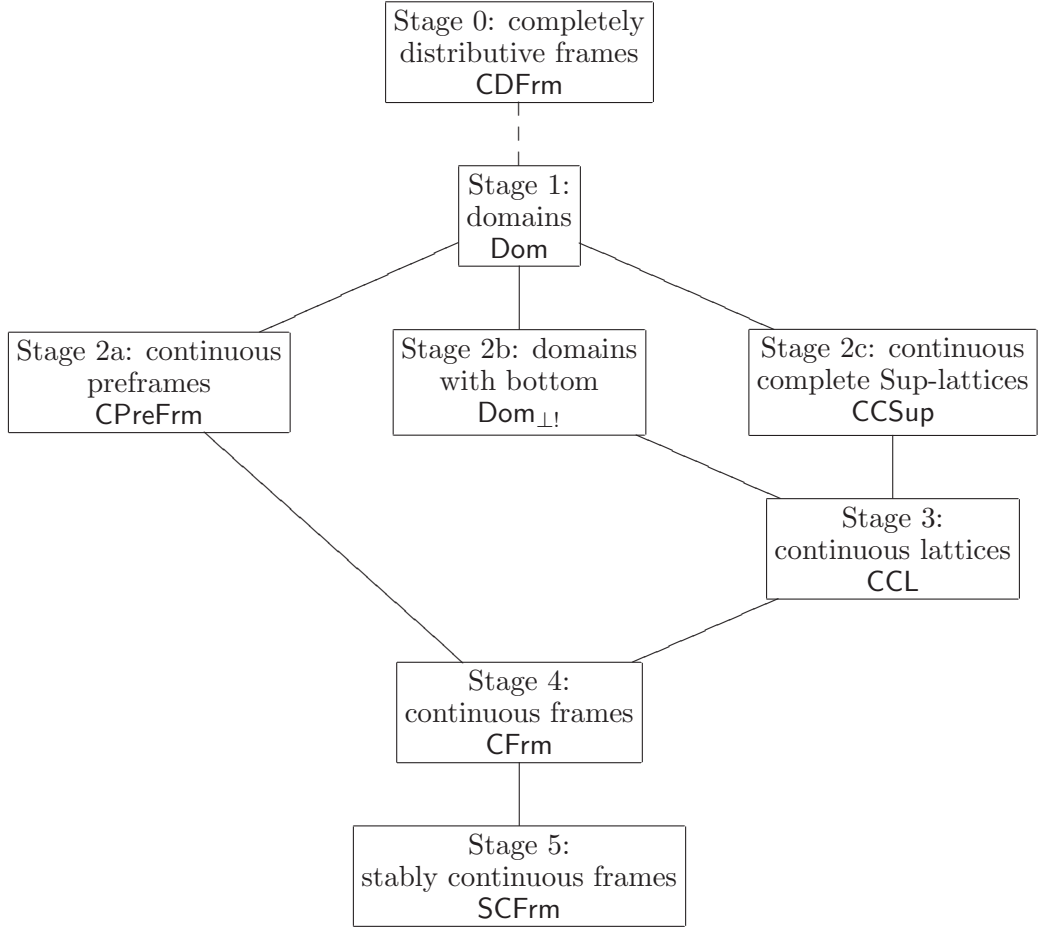 Stage 0: completely
distributive frames
CDFrm
Stage 1:
domains
Dom
Stage 2a: continuous
preframes
CPreFrm
Stage 2b: domains
with bottom
Dom⊥!
Stage 2c: continuous
complete Sup-lattices
CCSup
Stage 3:
continuous lattices
CCL
Stage 4:
continuous frames
CFrm
Stage 5:
stably continuous frames
SCFrm